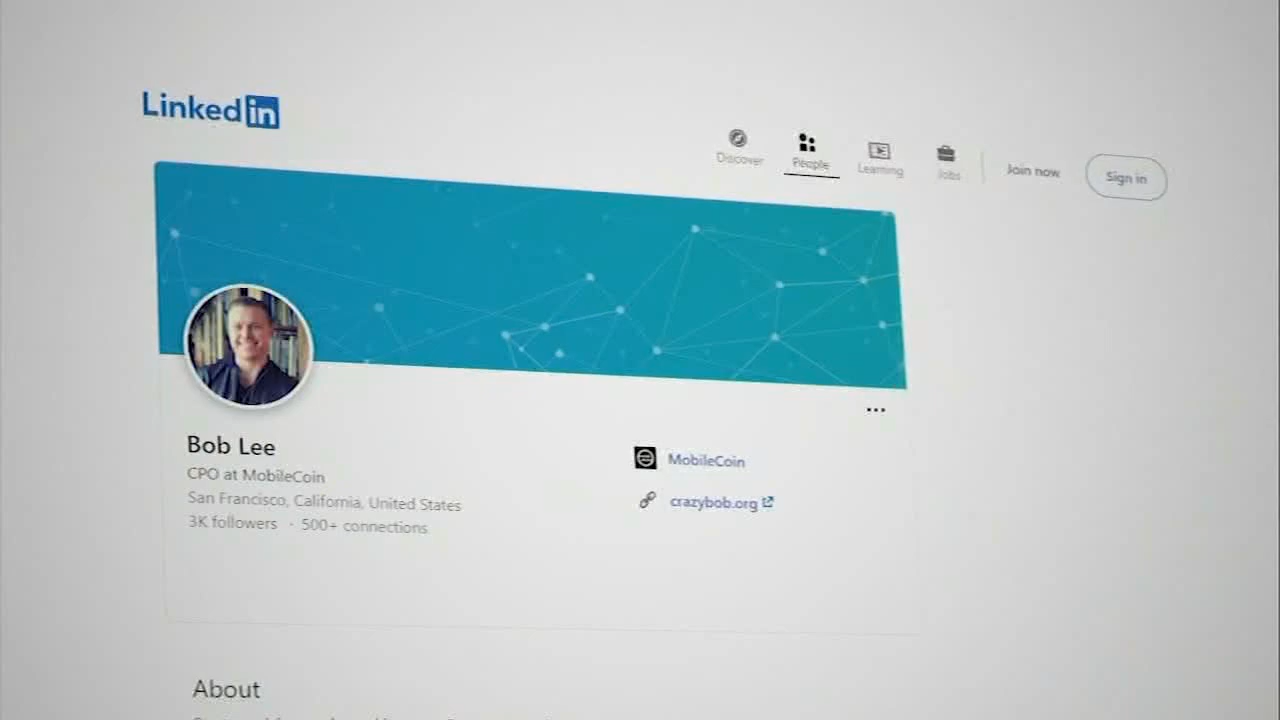 Linkedin
Discover
People
Learning
Jobs
Join now
Sign in
Bob Lee
CPO at MobileCoin
San Francisco, California, United States
3K followers · 500+ connections
MobileCoin
crazybob.org
About